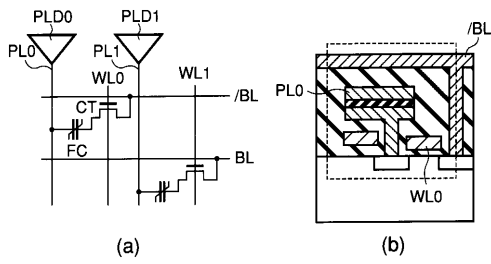 PLD0 PLD1
PL0 PL1
WL0 WL1
/BL
CT
FC
BL
(a)
/BL
PL0
WL0
(b)